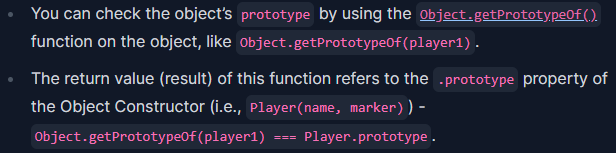 You can check the object's prototype by using the Object.getPrototypeOf()
function on the object, like Object.getPrototypeOf(player1).
The return value (result) of this function refers to the .prototype property of
the Object Constructor (i.e., Player(name, marker)) -
Object.getPrototypeOf(player1) === Player.prototype.